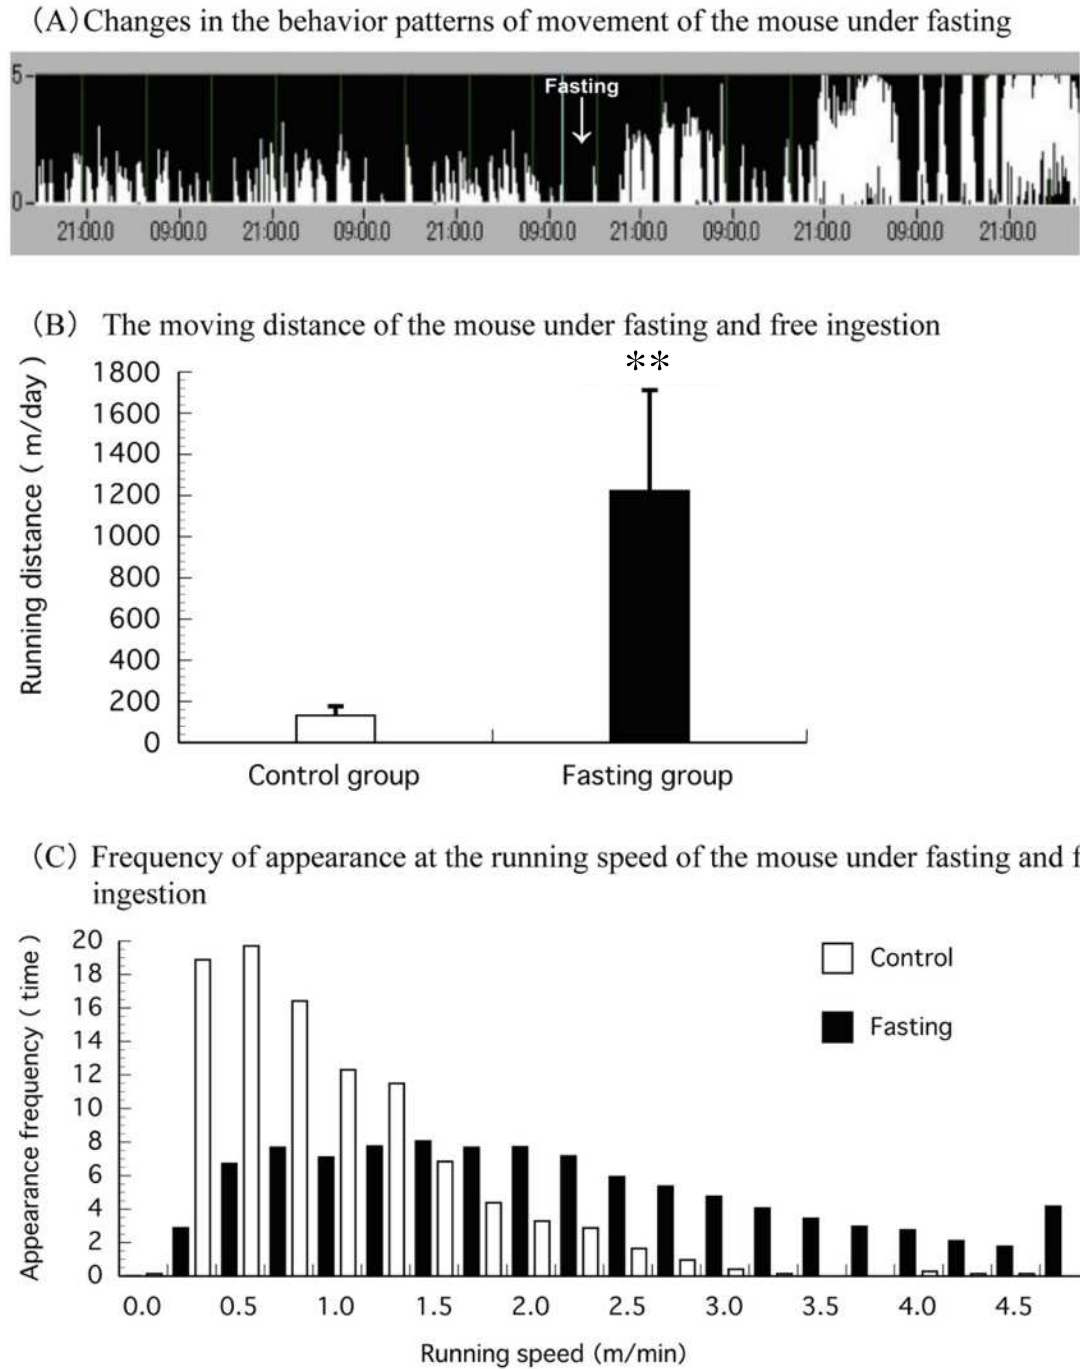 (A)Changes in the behavior patterns of movement of the mouse under fasting
5
Fasting
0
21:00.0 09:00.0 21:00.0 09:00.0 21:00.0 09:00.0 21:00.0 09:00.0 21:00.0 09:00.0 21:00.0
(B) The moving distance of the mouse under fasting and free ingestion
**
Running distance ( m/day )
1800
1600
1400
1200
1000
800
600
400
200
0
Control group Fasting group
(C) Frequency of appearance at the running speed of the mouse under fasting and f
ingestion
Appearance frequency ( time )
20
18
16
14
12
10
8
6
4
2
0
Control
Fasting
0.0 0.5 1.0 1.5 2.0 2.5 3.0 3.5 4.0 4.5
Running speed (m/min)